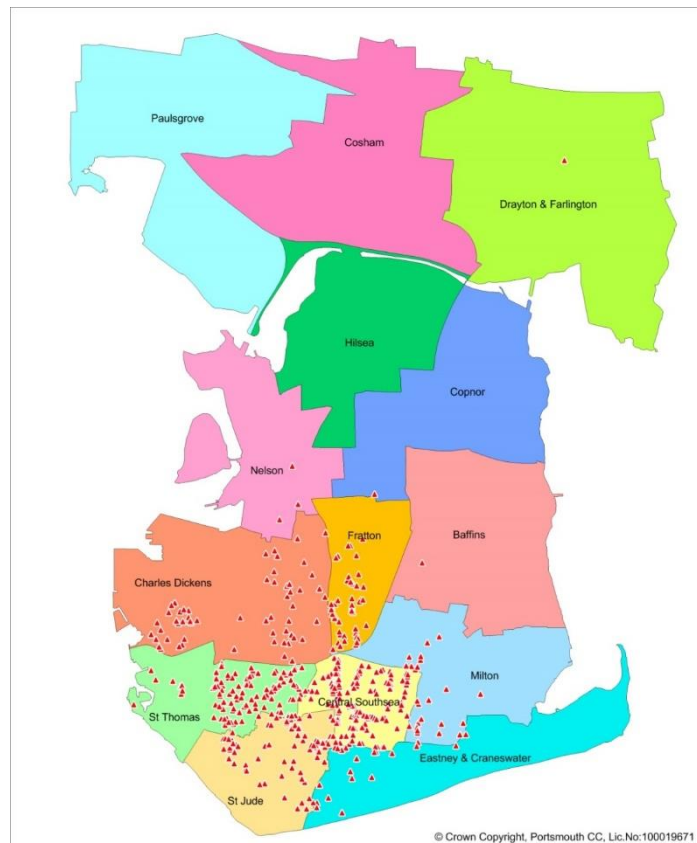 Paulsgrove
Cosham
Drayton & Farlington
Hilsea
Copnor
Nelson
Fratton
Baffins
Charles Dickens
Milton
Central Southsea
St Thomas
Eastney & Craneswater
St Jude
© Crown Copyright, Portsmouth CC, Lic.No:100019671